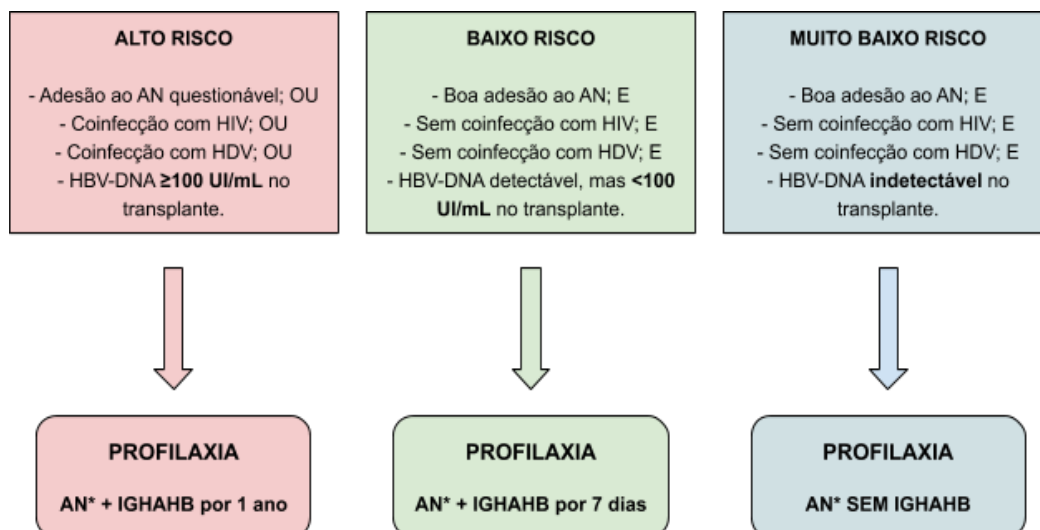 ALTO RISCO
- Adesão ao AN questionável; OU
- Coinfecção com HIV; OU
- Coinfecção com HDV; OU
- HBV-DNA ≥100 UI/mL no
transplante.
BAIXO RISCO
- Boa adesão ao AN; E
- Sem coinfecção com HIV; E
- Sem coinfecção com HDV; E
- HBV-DNA detectável, mas <100
UI/mL no transplante.
MUITO BAIXO RISCO
- Boa adesão ao AN; E
- Sem coinfecção com HIV; E
- Sem coinfecção com HDV; E
- HBV-DNA indetectável no
transplante.
PROFILAXIA
AN* + IGHAHB por 1 ano
PROFILAXIA
AN* + IGHAHB por 7 dias
PROFILAXIA
AN* SEM IGHAHB